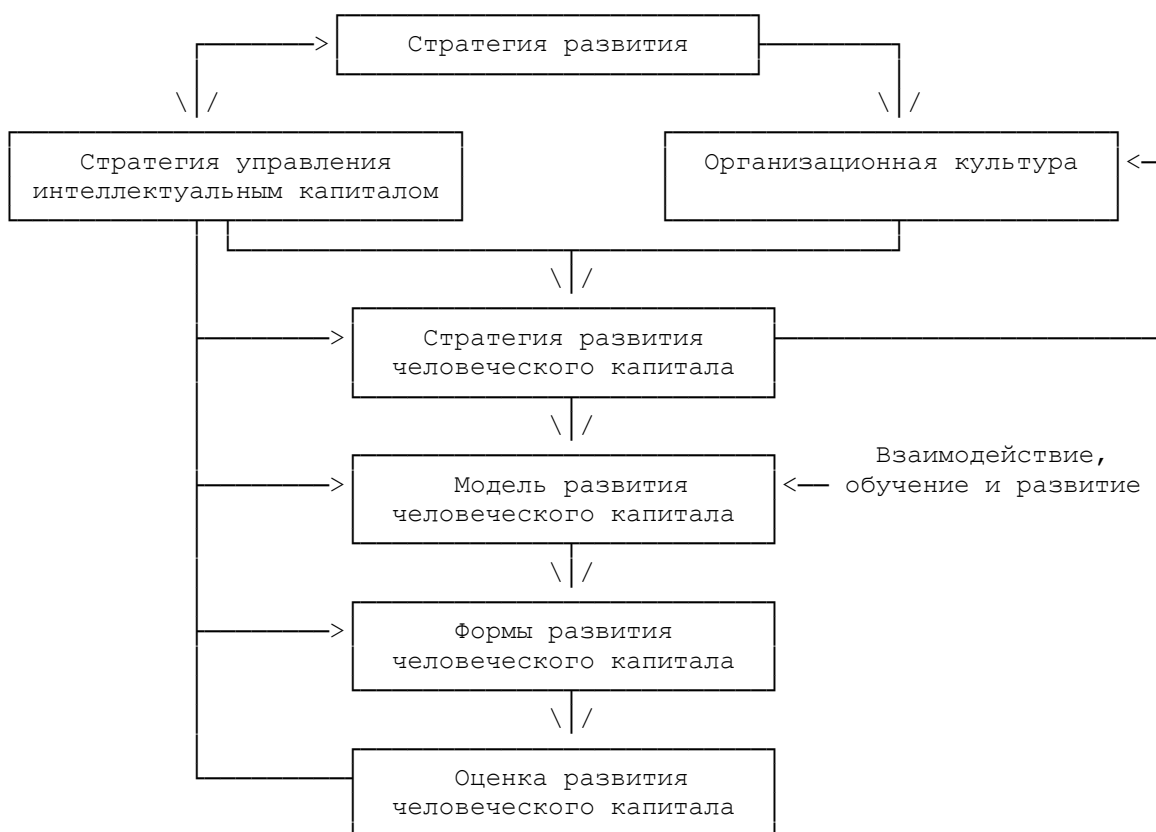 Стратегия развития
Стратегия управления
интеллектуальным капиталом
Организационная культура
Стратегия развития
человеческого капитала
Взаимодействие,
обучение и развитие
Модель развития
человеческого капитала
Формы развития
человеческого капитала
Оценка развития
человеческого капитала